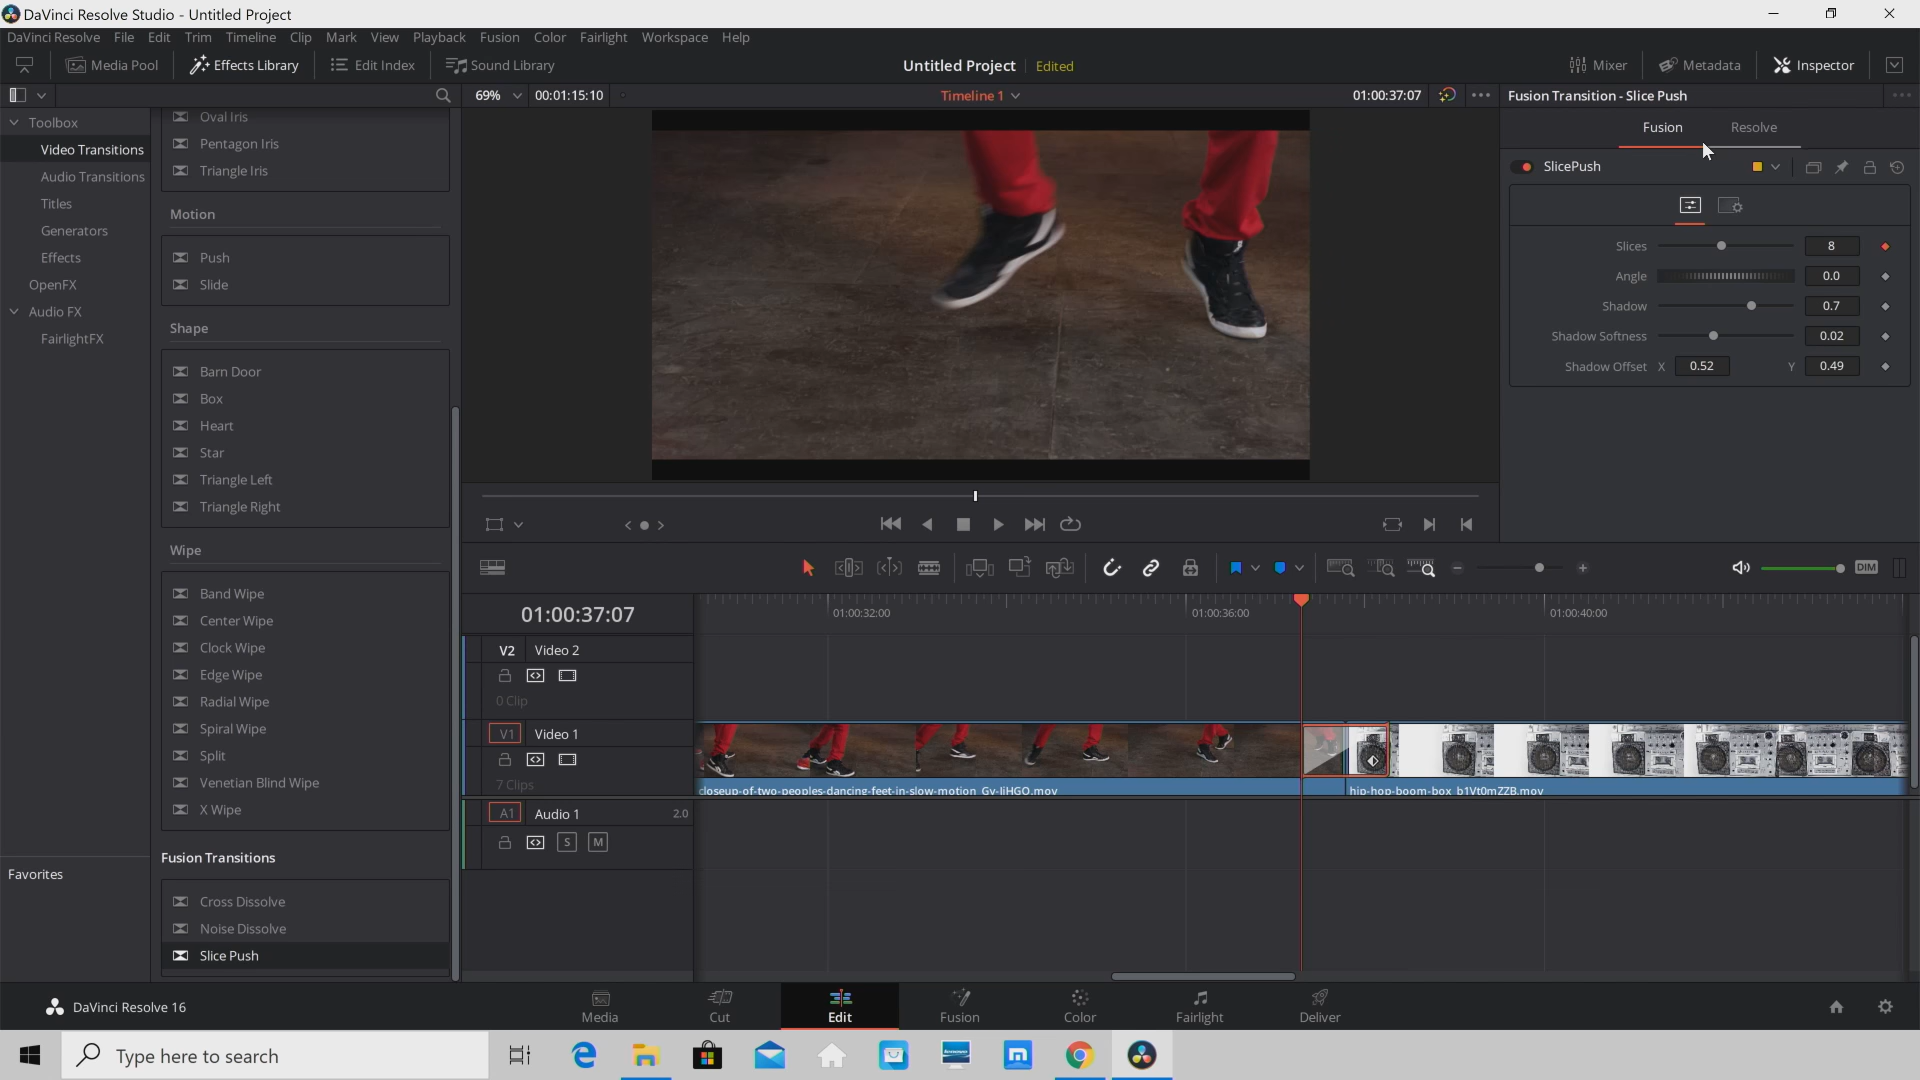 DaVinci Resolve Studio - Untitled Project
DaVinci Resolve File Edit Trim Timeline Clip Mark View Playback Fusion Color Fairlight Workspace Help
Media Pool Effects Library Edit Index Sound Library Untitled Project Edited Mixer Metadata Inspector
69% 00:01:15:10 Timeline 1 01:00:37:07 Fusion Transition - Slice Push
Toolbox
Video Transitions
Audio Transitions
Titles
Generators
Effects
OpenFX
Audio FX
FairlightFX
Favorites
Oval Iris
Pentagon Iris
Triangle Iris
Motion
Push
Slide
Shape
Barn Door
Box
Heart
Star
Triangle Left
Triangle Right
Wipe
Band Wipe
Center Wipe
Clock Wipe
Edge Wipe
Radial Wipe
Spiral Wipe
Split
Venetian Blind Wipe
X Wipe
Fusion Transitions
Cross Dissolve
Noise Dissolve
Slice Push
Fusion Resolve
SlicePush
Slices 8
Angle 0.0
Shadow 0.7
Shadow Softness 0.02
Shadow Offset X 0.52 Y 0.49
DIM
01:00:37:07 01:00:32:00 01:00:36:00 01:00:40:00
V2 Video 2
0 Clip
V1 Video 1
7 Clips
closeup-of-two-peoples-dancing-feet-in-slow-motion_Gy-liHGO.mov hip-hop-boom-box_b1Vt0mZZB.mov
A1 Audio 1 2.0
S M
DaVinci Resolve 16
Media Cut Edit Fusion Color Fairlight Deliver
Type here to search